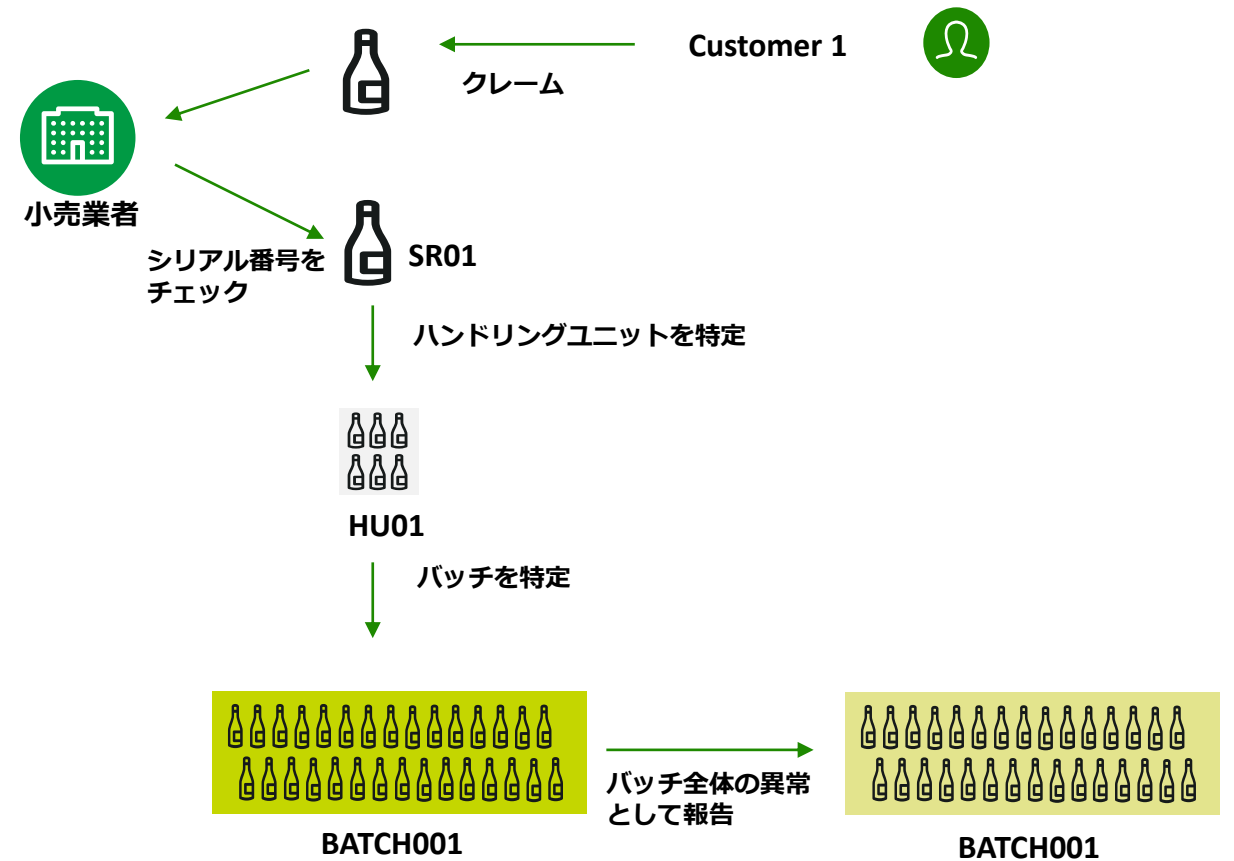 Customer 1
クレーム
小売業者
シリアル番号を
チェック
SR01
ハンドリングユニットを特定
HU01
バッチを特定
バッチ全体の異常
として報告
BATCH001
BATCH001